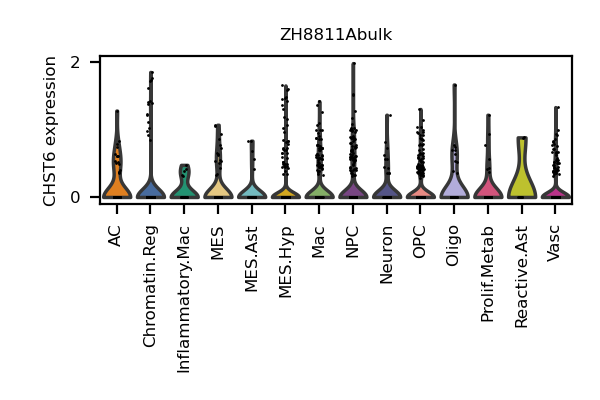 ZH8811Abulk
CHST6 expression
2
0
AC
Chromatin.Reg
Inflammatory.Mac
MES
MES.Ast
MES.Hyp
Mac
NPC
Neuron
OPC
Oligo
Prolif.Metab
Reactive.Ast
Vasc